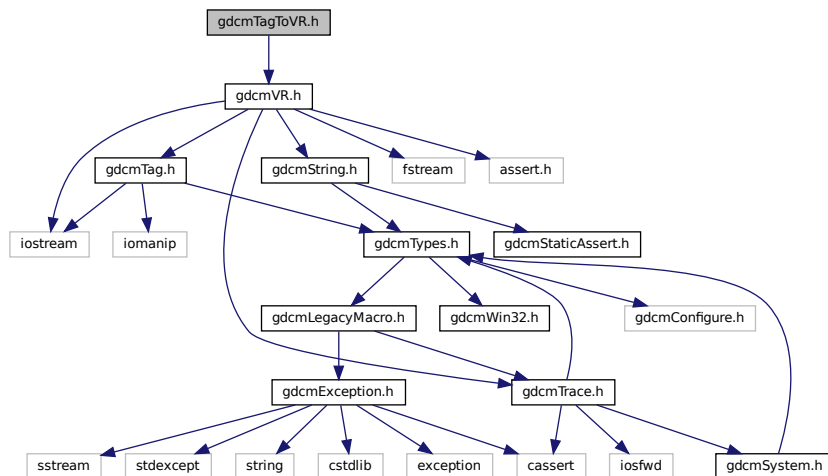 gdcmTagToVR.h
gdcmVR.h
gdcmTag.h
gdcmString.h
fstream
assert.h
iostream
iomanip
gdcmTypes.h
gdcmStaticAssert.h
gdcmLegacyMacro.h
gdcmWin32.h
gdcmConfigure.h
gdcmException.h
gdcmTrace.h
sstream
stdexcept
string
cstdlib
exception
cassert
iosfwd
gdcmSystem.h